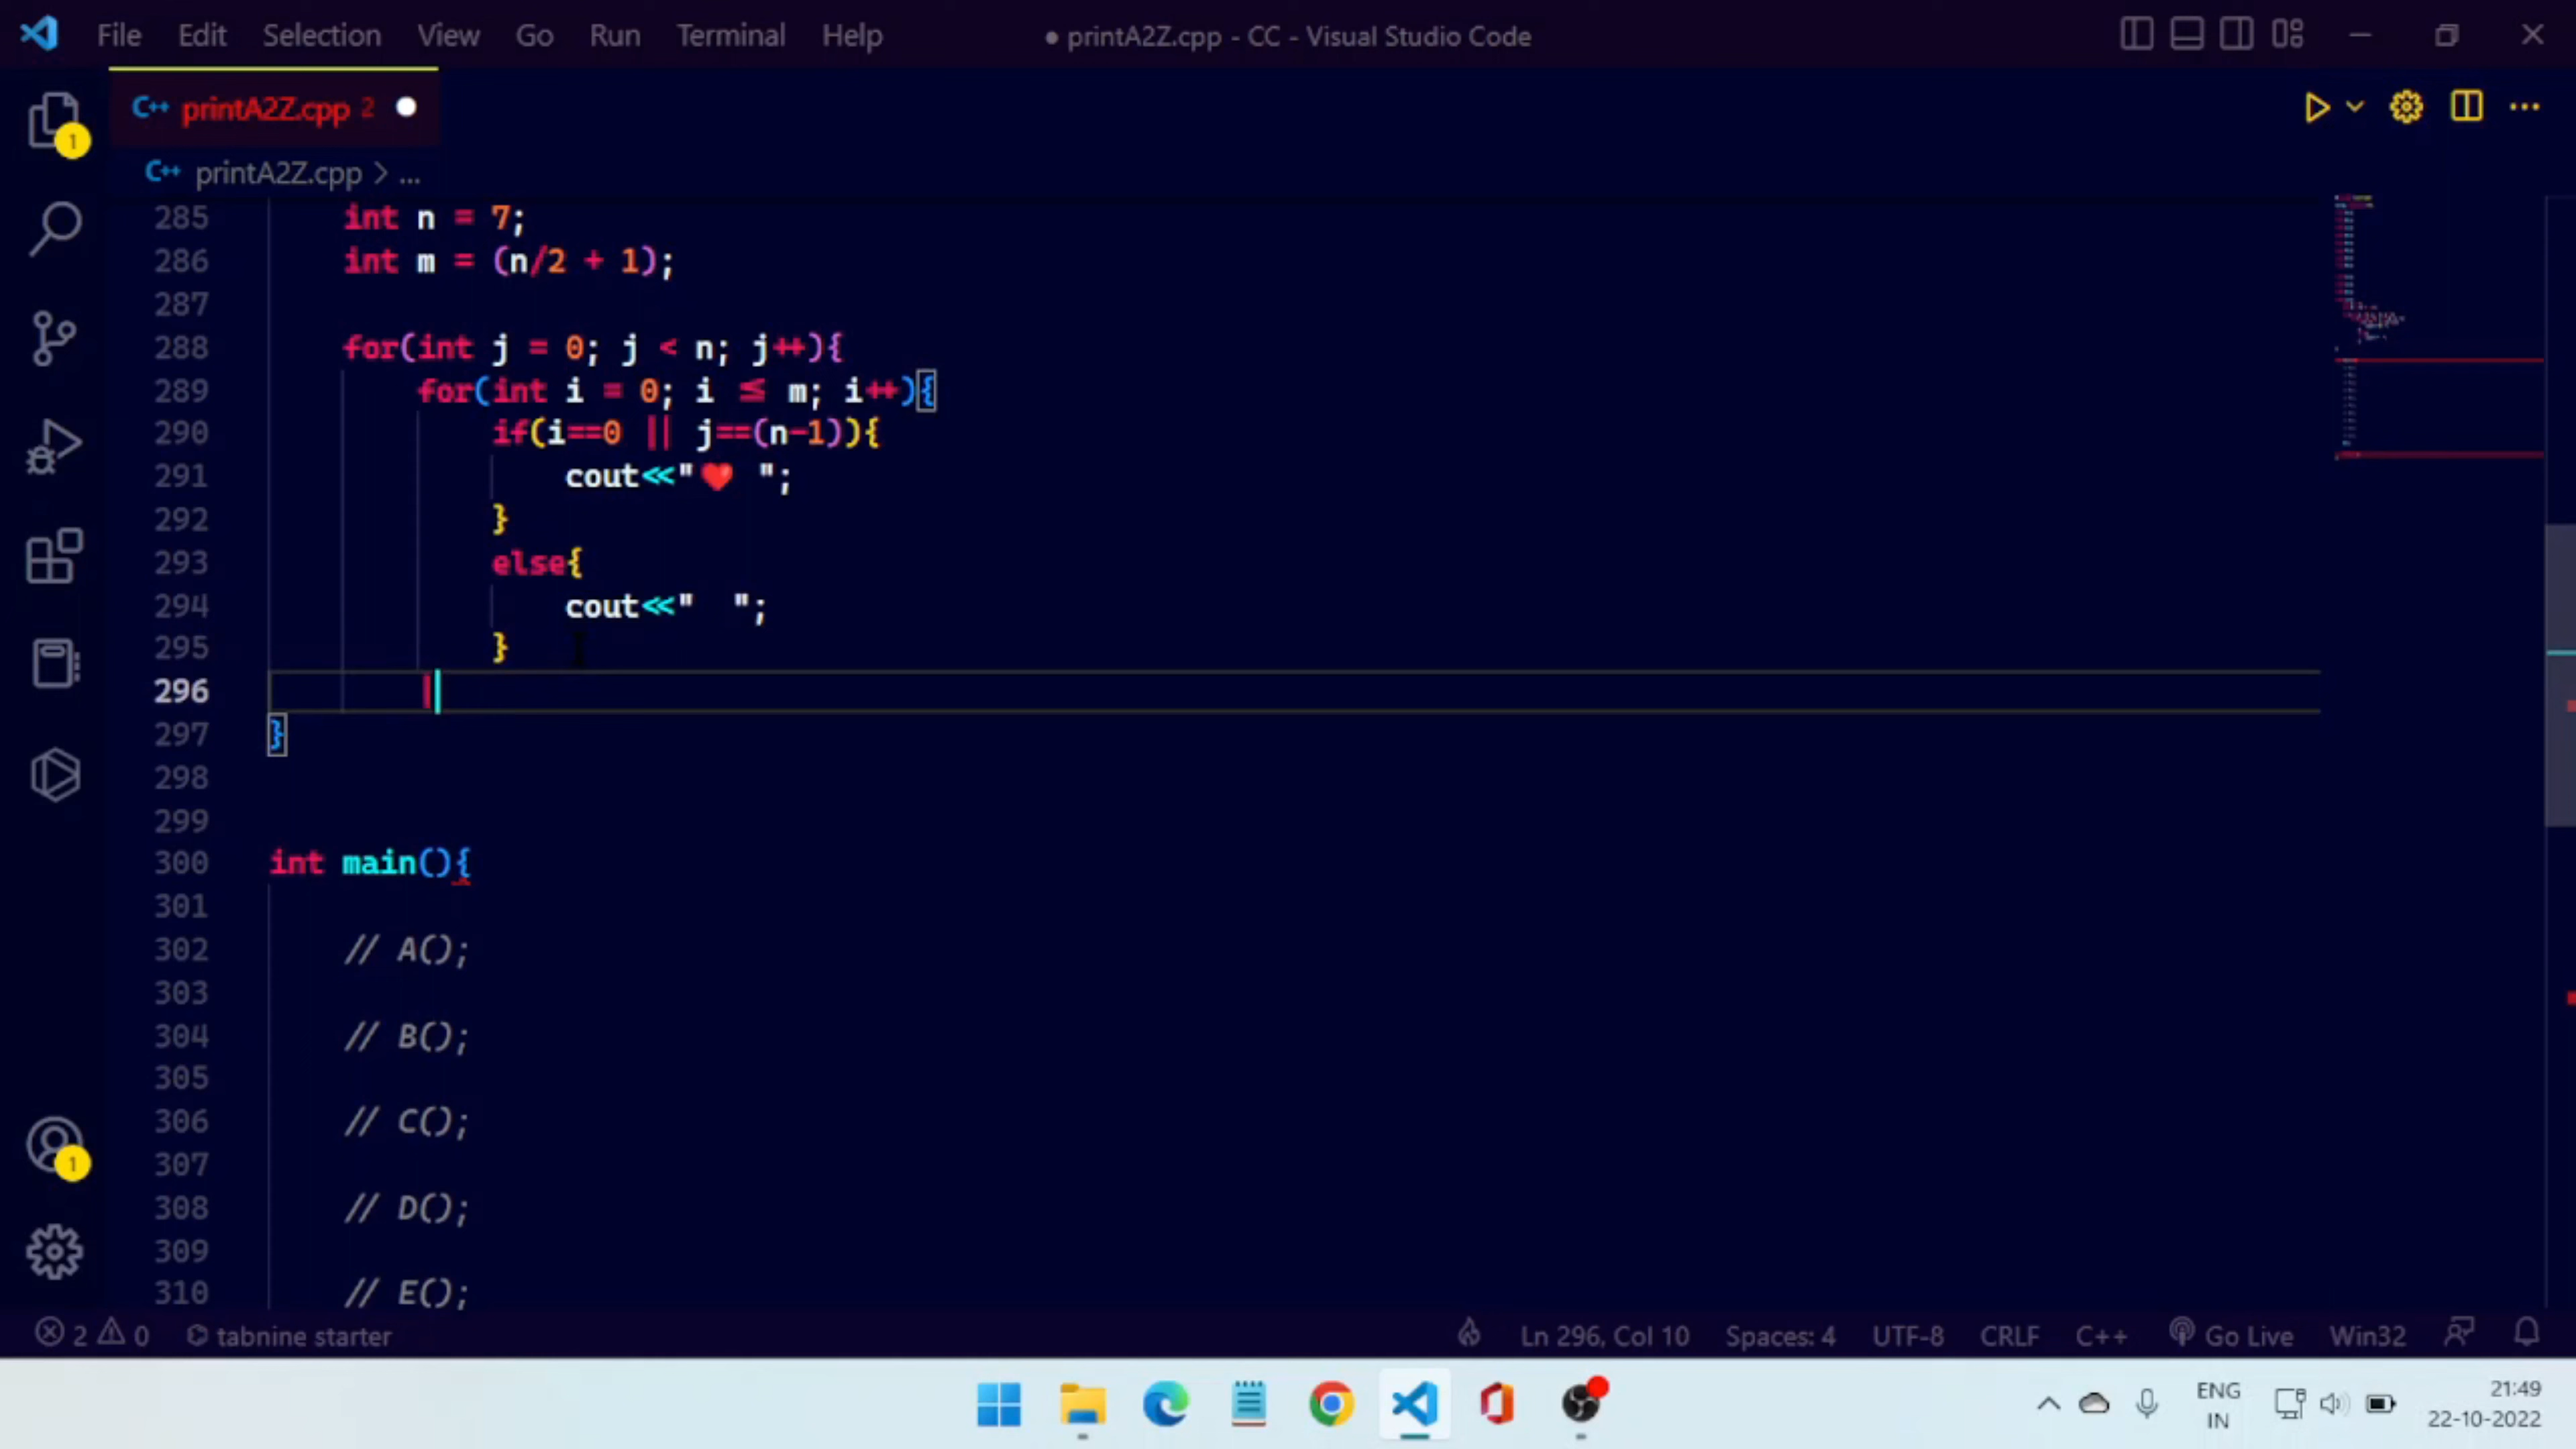 File Edit Selection View Go Run Terminal Help ● printA2Z.cpp - CC - Visual Studio Code
C++ printA2Z.cpp 2 ●
1
C++ printA2Z.cpp > ...
285 int n = 7;
286 int m = (n/2 + 1);
287
288 for(int j = 0; j < n; j++){
289 for(int i = 0; i ≤ m; i++){
290 if(i==0 || j==(n-1)){
291 cout<<"❤️ ";
292 }
293 else{
294 cout<<"  ";
295 }
296 |
297 }
298
299
300 int main(){
301
302 // A();
303
304 // B();
305
306 // C();
307
1
308 // D();
309
310 // E();
2 0 tabnine starter Ln 296, Col 10 Spaces: 4 UTF-8 CRLF C++ Go Live Win32
ENG 21:49
IN 22-10-2022